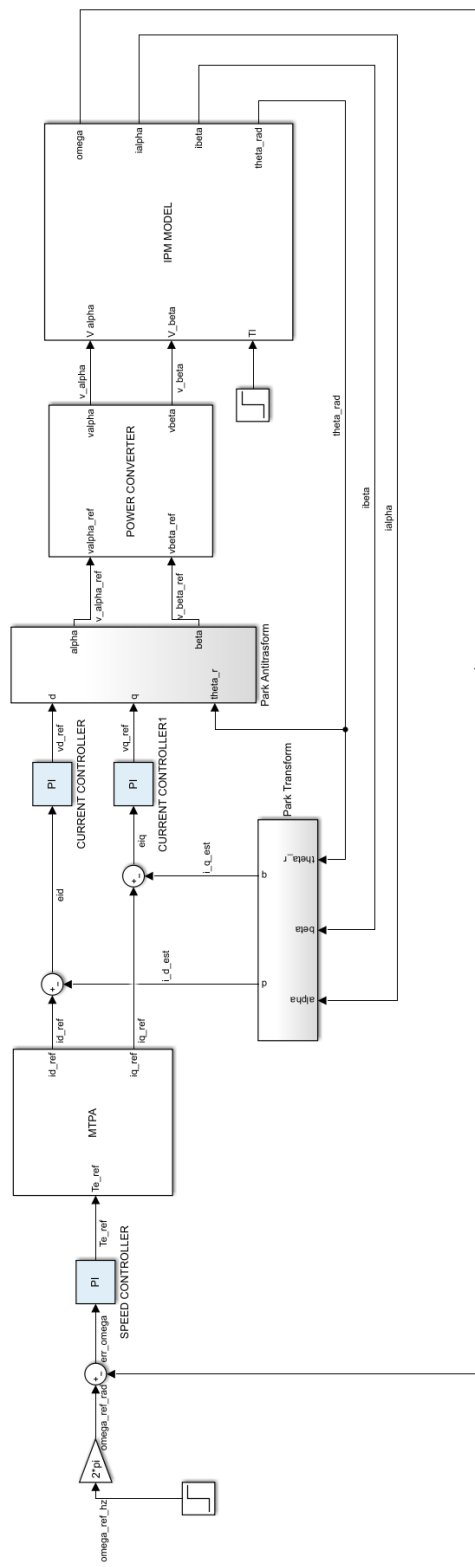 omega_ref_hz
2*pi
omega_ref_rad
+
−
err_omega
PI
SPEED CONTROLLER
Te_ref
Te_ref
MTPA
id_ref
iq_ref
id_ref
iq_ref
+
−
eid
+
−
eiq
i_d_est
i_q_est
PI
CURRENT CONTROLLER
vd_ref
PI
CURRENT CONTROLLER1
vq_ref
d
q
theta_r
alpha
beta
Park Antitrasform
v_alpha_ref
v_beta_ref
valpha_ref
vbeta_ref
POWER CONVERTER
valpha
vbeta
v_alpha
v_beta
V alpha
V_beta
Tl
IPM MODEL
omega
ialpha
ibeta
theta_rad
Park Transform
d
q
alpha
beta
theta_r
theta_rad
ibeta
ialpha